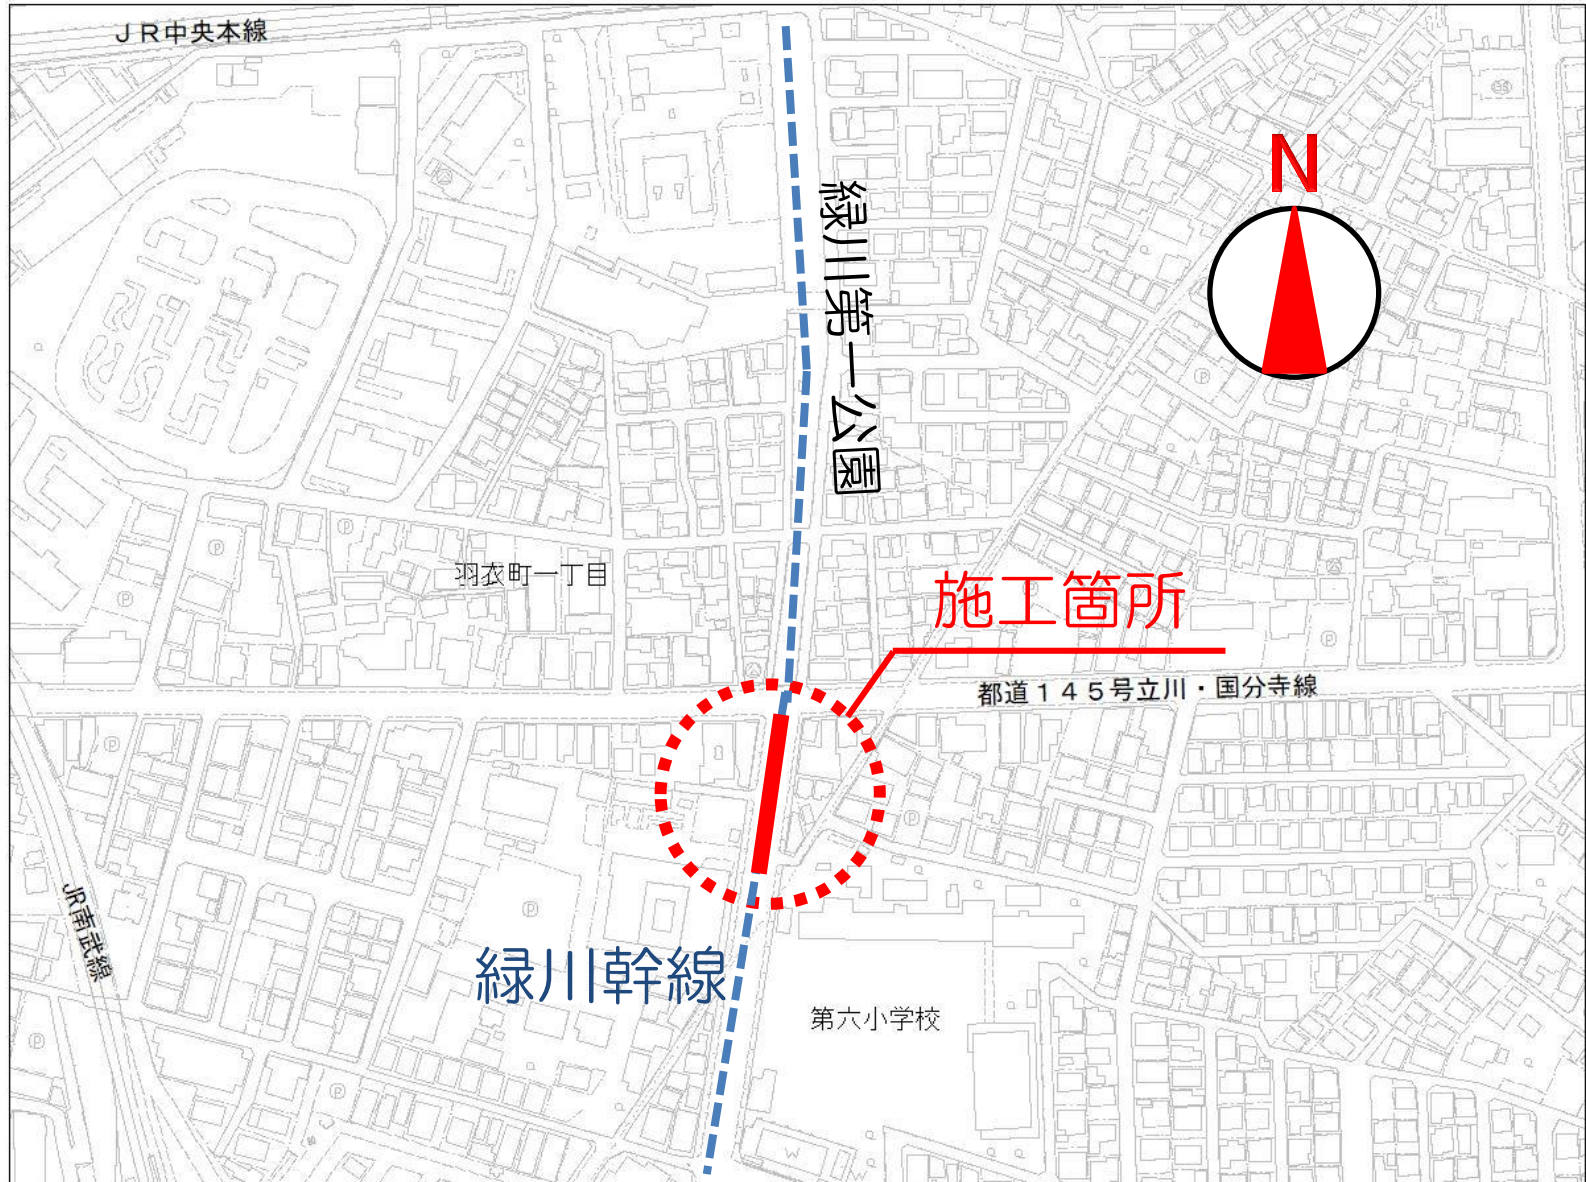 ＪＲ中央本線
N
緑川第一公園
羽衣町一丁目
施工箇所
都道１４５号立川・国分寺線
JR南武線
緑川幹線
第六小学校